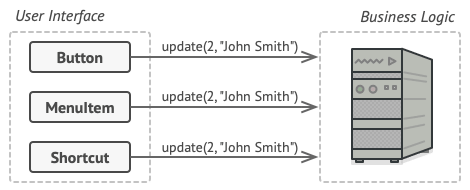 User Interface
Business Logic
Button
update(2, "John Smith")
MenuItem
update(2, "John Smith")
Shortcut
update(2, "John Smith")